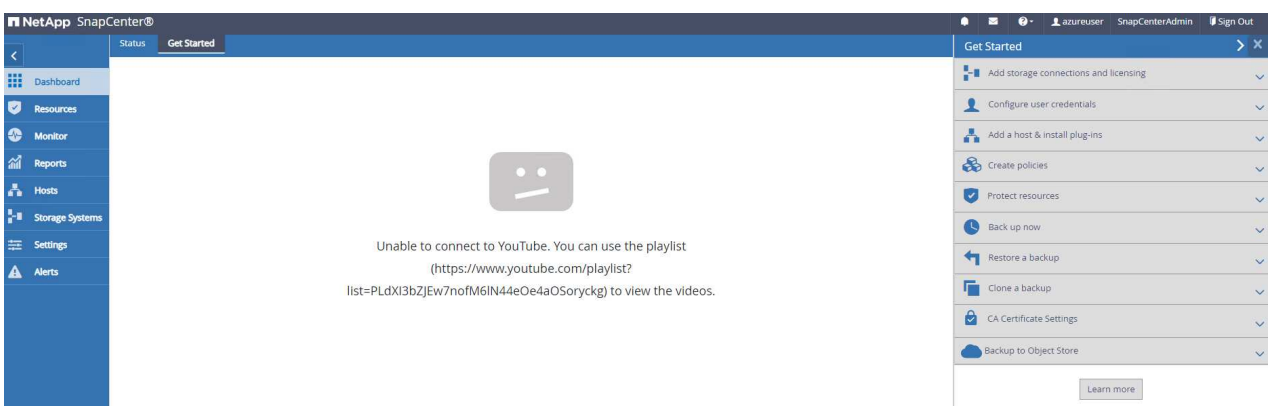 NetApp SnapCenter®
azureuser SnapCenterAdmin Sign Out
Status Get Started
Get Started
Dashboard
Resources
Monitor
Reports
Hosts
Storage Systems
Settings
Alerts
Unable to connect to YouTube. You can use the playlist
(https://www.youtube.com/playlist?
list=PLdXI3bZJEw7nofM6lN44eOe4aOSoryckg) to view the videos.
Add storage connections and licensing
Configure user credentials
Add a host & install plug-ins
Create policies
Protect resources
Back up now
Restore a backup
Clone a backup
CA Certificate Settings
Backup to Object Store
Learn more